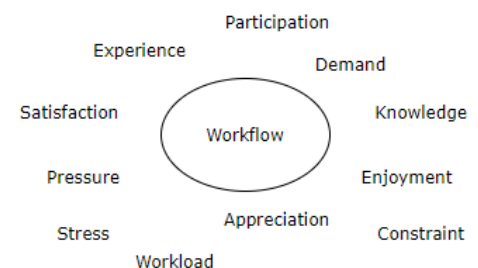 Participation
Experience
Demand
Satisfaction
Knowledge
Workflow
Pressure
Enjoyment
Appreciation
Stress
Constraint
Workload